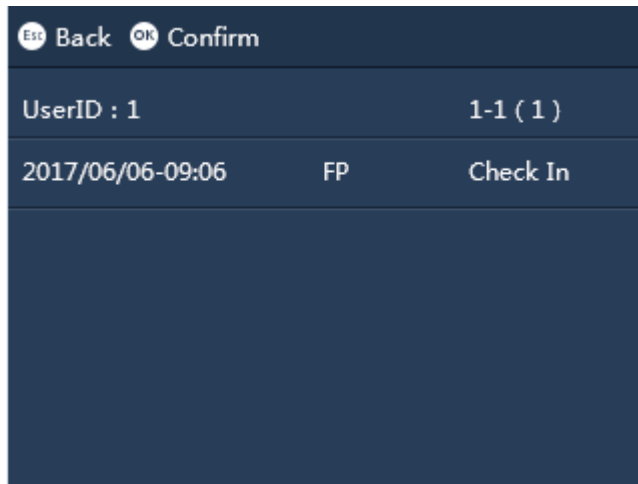 Esc Back OK Confirm
UserID : 1 1-1 ( 1 )
2017/06/06-09:06 FP Check In